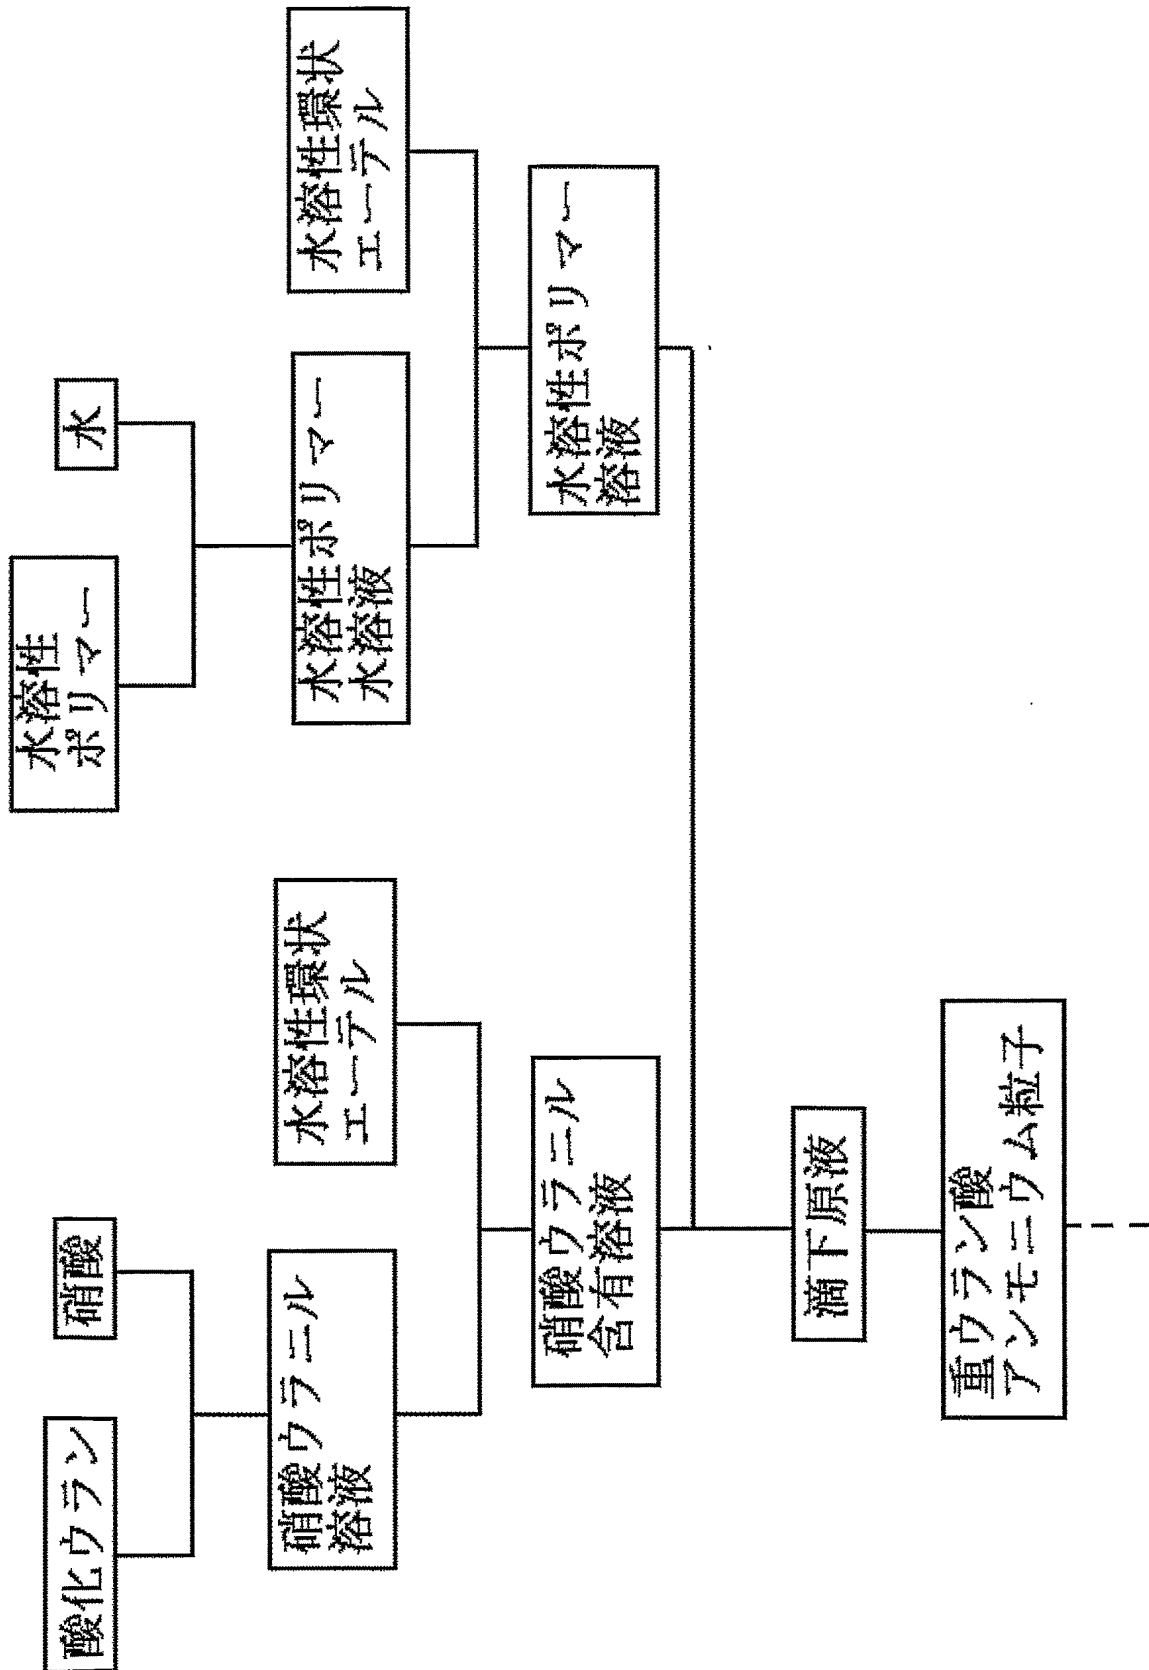 酸化ウラン
硝酸
水溶性
ポリマー
水
硝酸ウラニル
溶液
水溶性環状
エーテル
水溶性ポリマー
水溶液
水溶性環状
エーテル
硝酸ウラニル
含有溶液
水溶性ポリマー
溶液
滴下原液
重ウラン酸
アンモニウム粒子